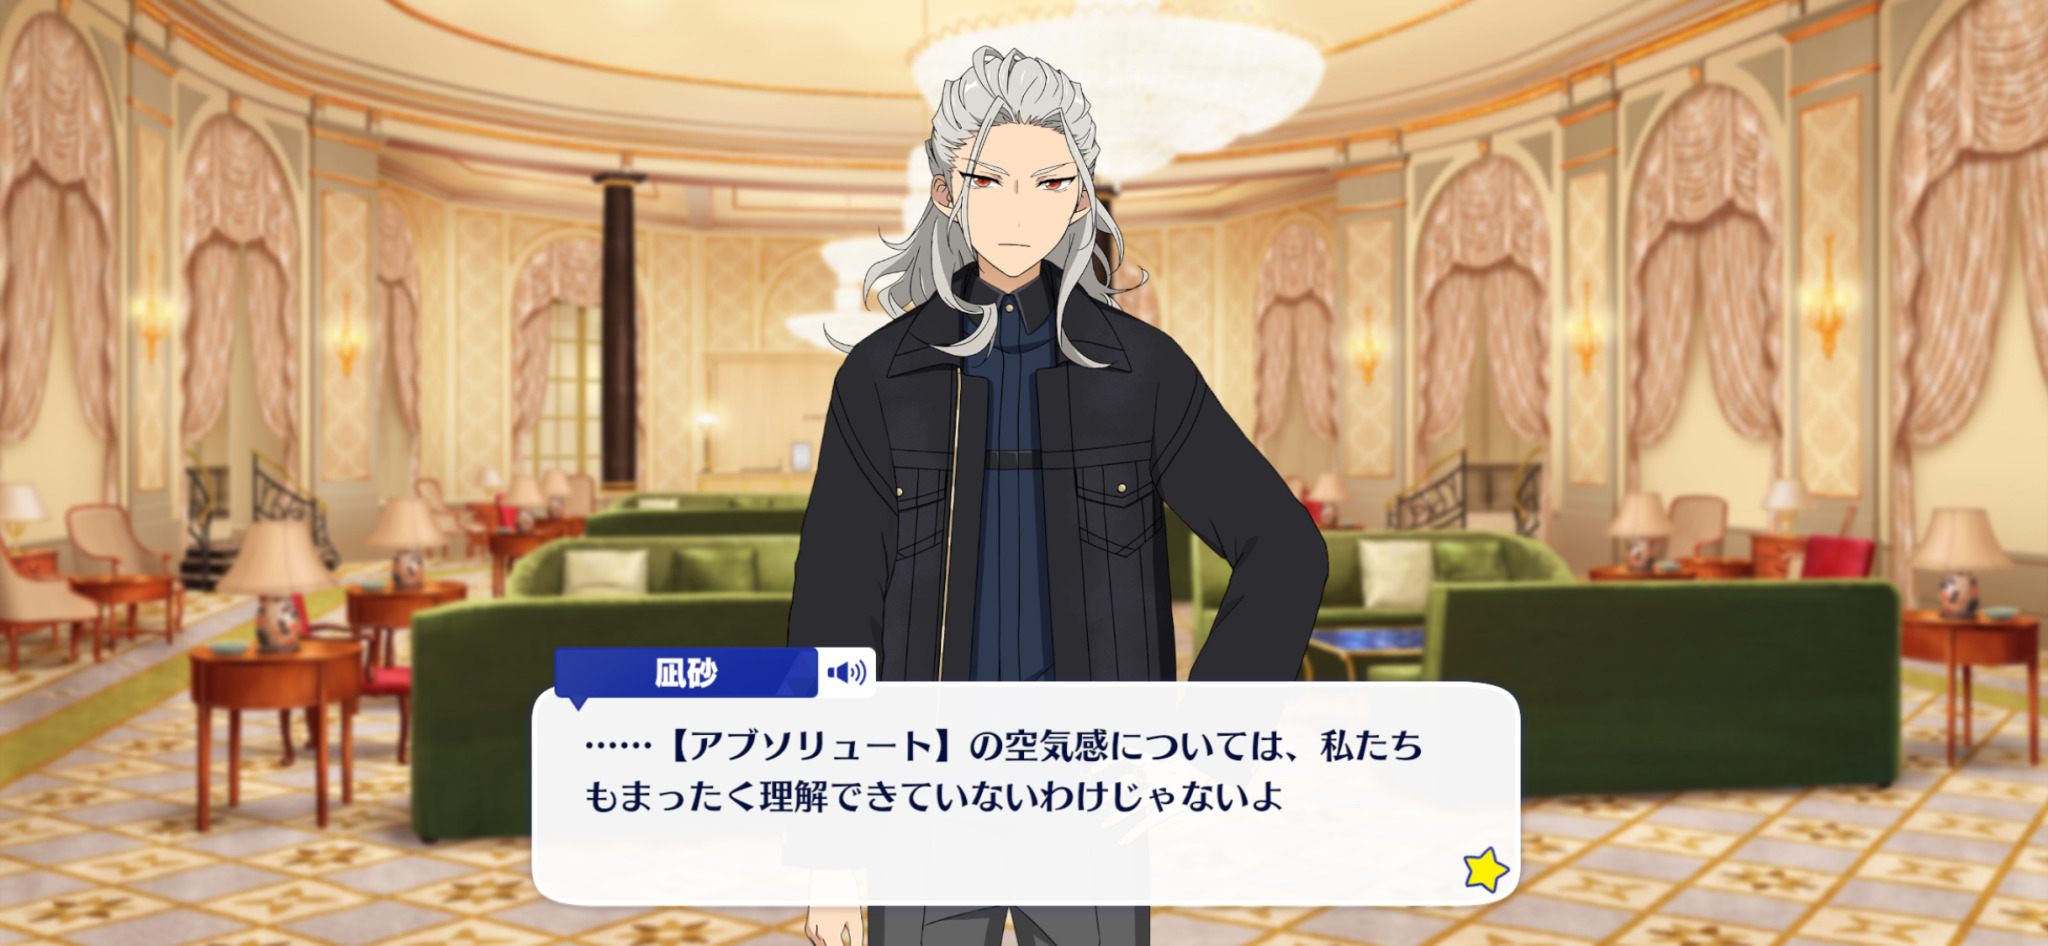 凪砂
……【アブソリュート】の空気感については、私たち
もまったく理解できていないわけじゃないよ